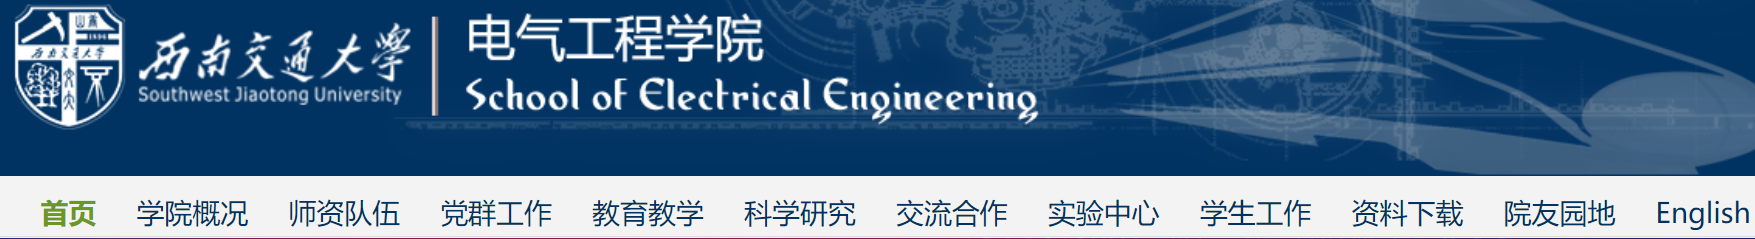 西南交通大学
Southwest Jiaotong University
电气工程学院
School of Electrical Engineering
首页 学院概况 师资队伍 党群工作 教育教学 科学研究 交流合作 实验中心 学生工作 资料下载 院友园地 English